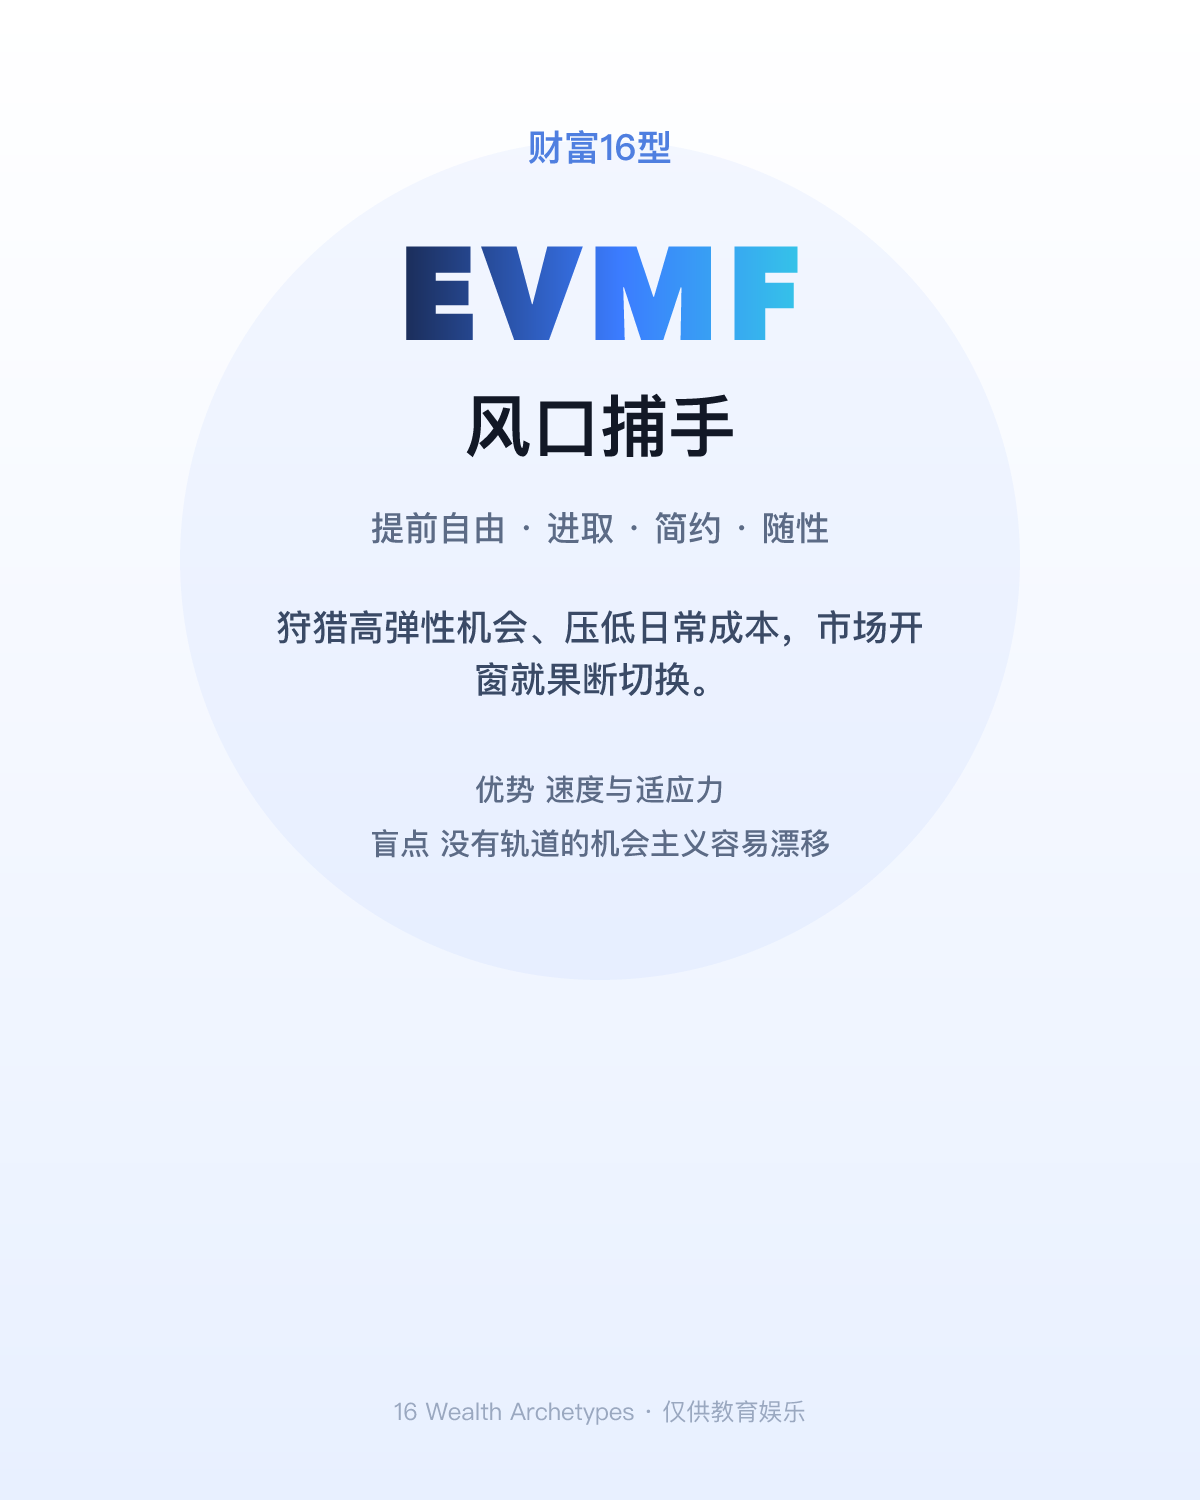 财富16型
EVMF
风口捕手
提前自由 · 进取 · 简约 · 随性
狩猎高弹性机会、压低日常成本，市场开
窗就果断切换。
优势 速度与适应力
盲点 没有轨道的机会主义容易漂移
16 Wealth Archetypes · 仅供教育娱乐